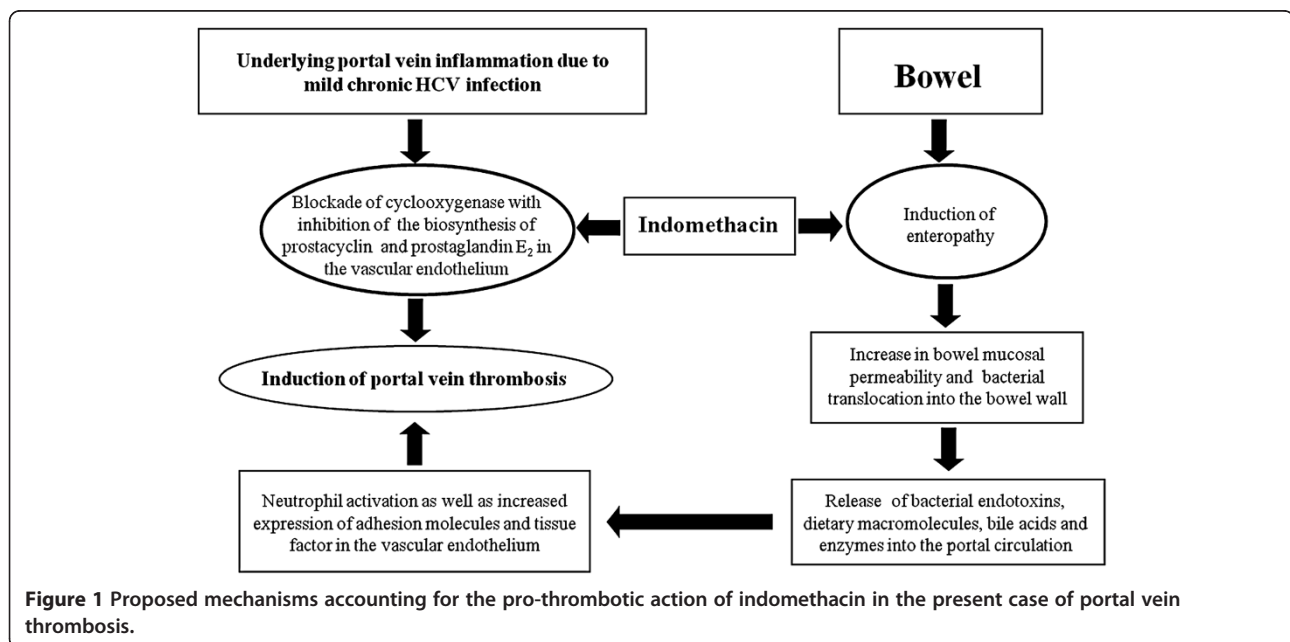 Underlying portal vein inflammation due to
mild chronic HCV infection
Bowel
Blockade of cyclooxygenase with
inhibition of the biosynthesis of
prostacyclin and prostaglandin E₂ in
the vascular endothelium
Indomethacin
Induction of
enteropathy
Induction of portal vein thrombosis
Increase in bowel mucosal
permeability and bacterial
translocation into the bowel wall
Neutrophil activation as well as increased
expression of adhesion molecules and tissue
factor in the vascular endothelium
Release of bacterial endotoxins,
dietary macromolecules, bile acids and
enzymes into the portal circulation
Figure 1 Proposed mechanisms accounting for the pro-thrombotic action of indomethacin in the present case of portal vein
thrombosis.